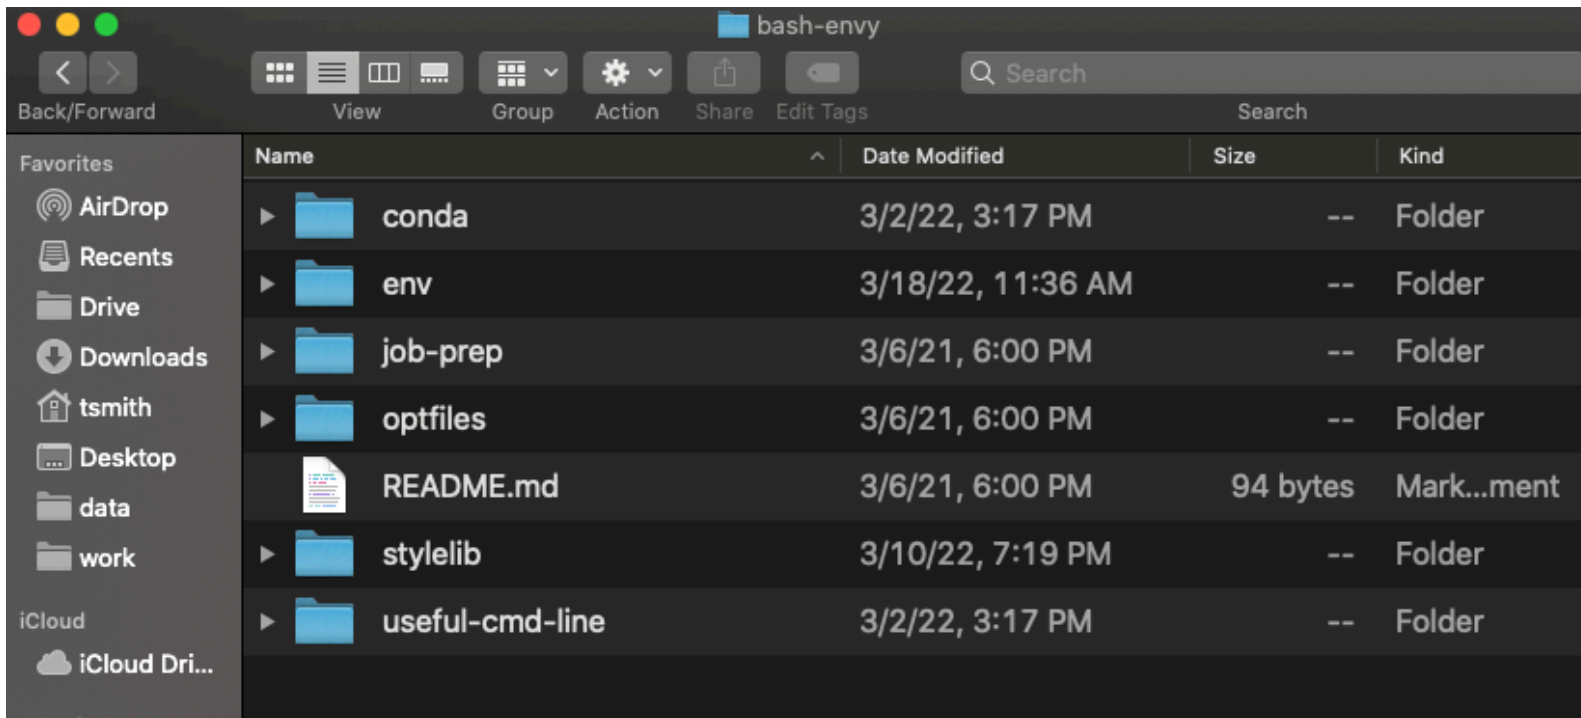 bash-envy
Search
Back/Forward View Group Action Share Edit Tags Search
Favorites
AirDrop
Recents
Drive
Downloads
tsmith
Desktop
data
work
iCloud
iCloud Dri...
Name Date Modified Size Kind
conda 3/2/22, 3:17 PM -- Folder
env 3/18/22, 11:36 AM -- Folder
job-prep 3/6/21, 6:00 PM -- Folder
optfiles 3/6/21, 6:00 PM -- Folder
README.md 3/6/21, 6:00 PM 94 bytes Mark...ment
stylelib 3/10/22, 7:19 PM -- Folder
useful-cmd-line 3/2/22, 3:17 PM -- Folder